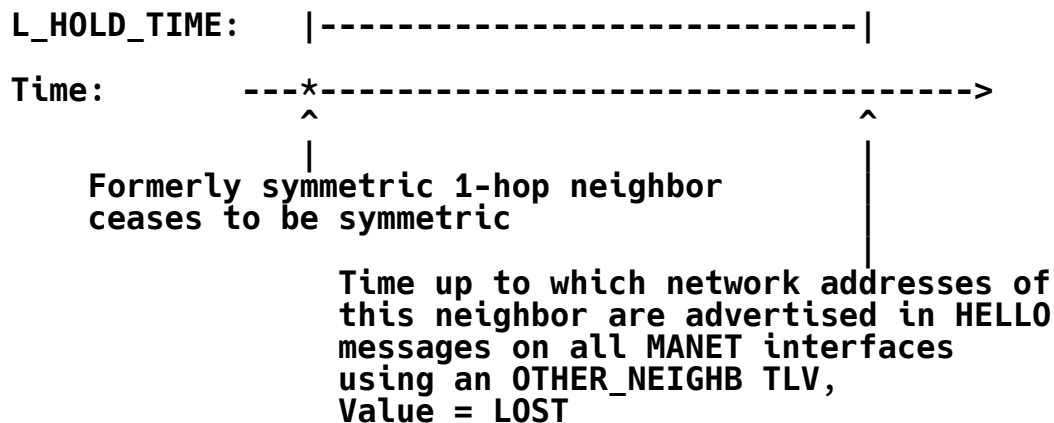 L_HOLD_TIME:   |----------------------------|
Time:       ---*---------------------------------->
^                            ^
|                            |
Formerly symmetric 1-hop neighbor       |
ceases to be symmetric                  |
|
Time up to which network addresses of
this neighbor are advertised in HELLO
messages on all MANET interfaces
using an OTHER_NEIGHB TLV,
Value = LOST